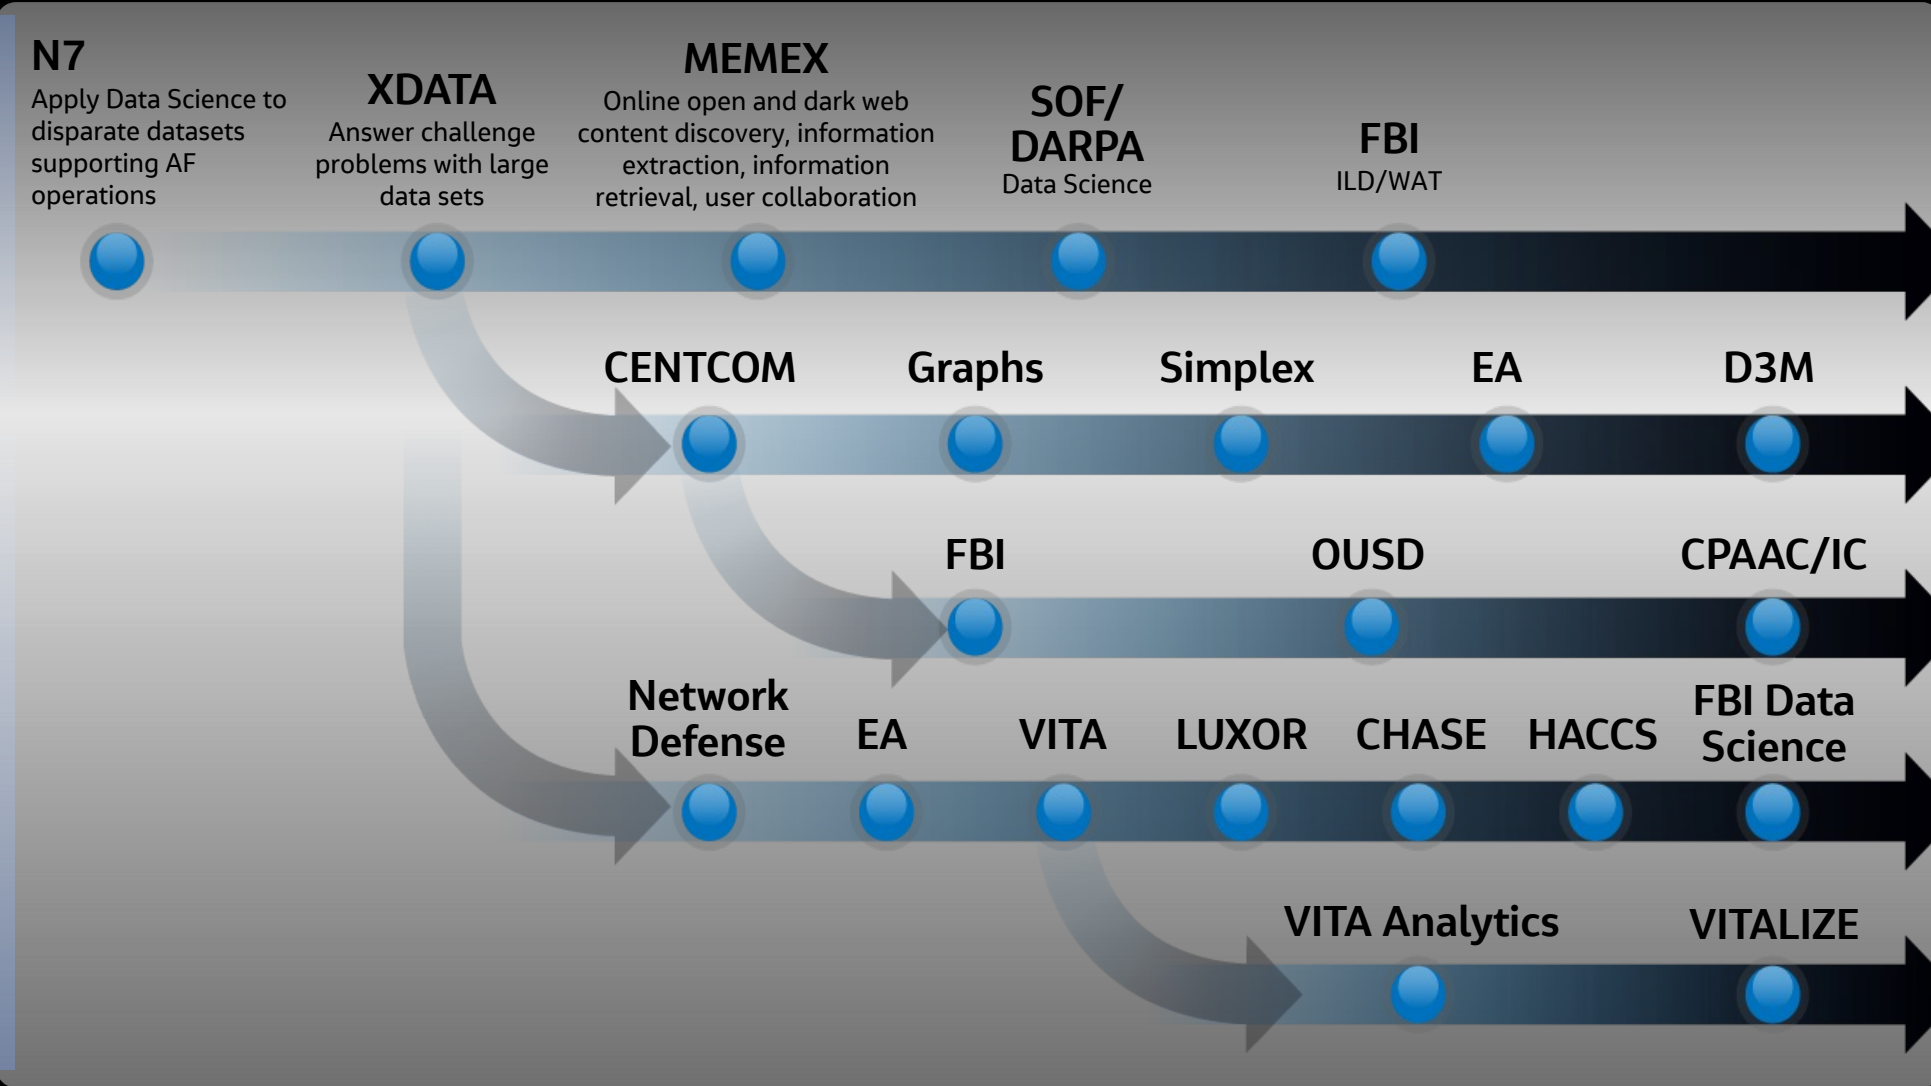 N7
Apply Data Science to
disparate datasets
supporting AF
operations
XDATA
Answer challenge
problems with large
data sets
MEMEX
Online open and dark web
content discovery, information
extraction, information
retrieval, user collaboration
SOF/
DARPA
Data Science
FBI
ILD/WAT
CENTCOM
Graphs
Simplex
EA
D3M
FBI
OUSD
CPAAC/IC
Network
Defense
EA
VITA
LUXOR
CHASE
HACCS
FBI Data
Science
VITA Analytics
VITALIZE